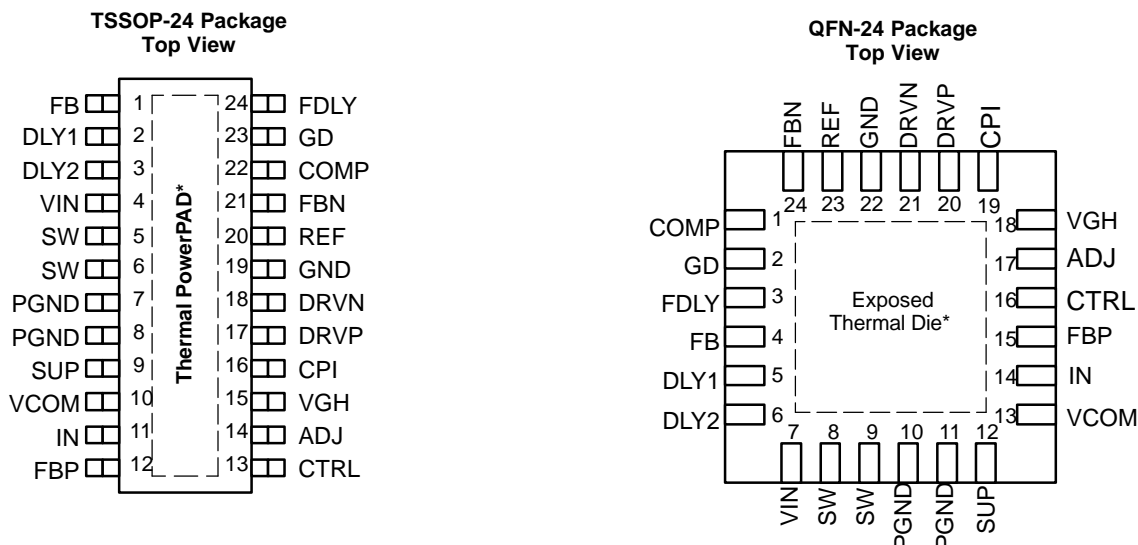 TSSOP-24 Package
Top View
FB 1 24 FDLY
DLY1 2 23 GD
DLY2 3 22 COMP
VIN 4 21 FBN
SW 5 20 REF
SW 6 19 GND
PGND 7 18 DRVN
PGND 8 17 DRVP
SUP 9 16 CPI
VCOM 10 15 VGH
IN 11 14 ADJ
FBP 12 13 CTRL
Thermal PowerPAD*
QFN-24 Package
Top View
FBN REF GND DRVN DRVP CPI
24 23 22 21 20 19
COMP 1 18 VGH
GD 2 17 ADJ
FDLY 3 16 CTRL
FB 4 15 FBP
DLY1 5 14 IN
DLY2 6 13 VCOM
Exposed
Thermal Die*
7 8 9 10 11 12
VIN SW SW PGND PGND SUP